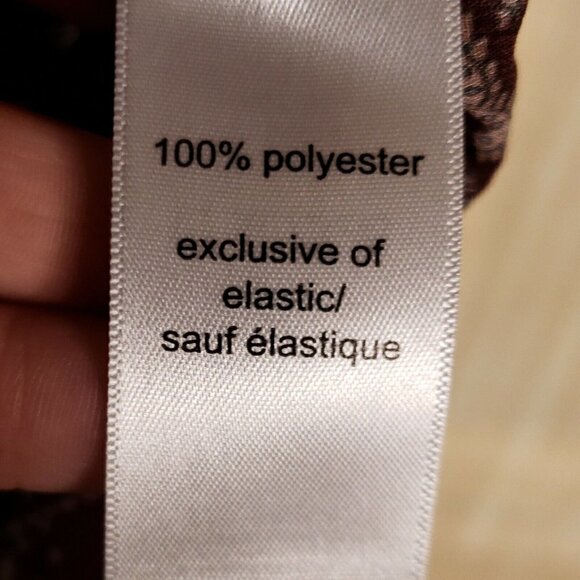 100% polyester
exclusive of
elastic/
sauf élastique